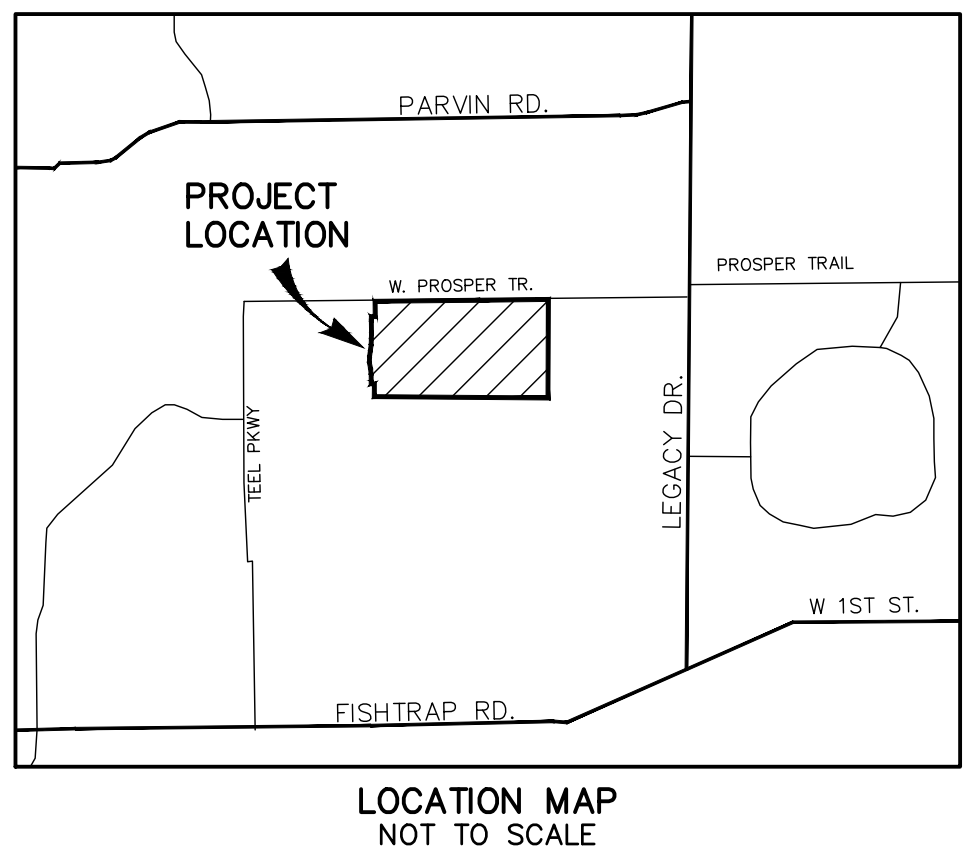 PARVIN RD.
PROJECT
LOCATION
PROSPER TRAIL
W. PROSPER TR.
TEEL PKWY
LEGACY DR.
W 1ST ST.
FISHTRAP RD.
LOCATION MAP
NOT TO SCALE